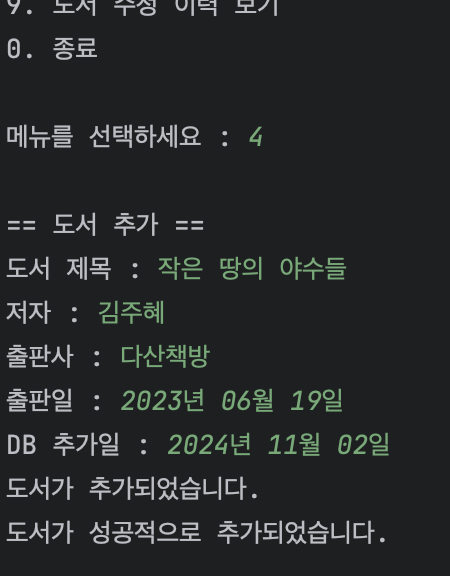 9. 도서 수정 이력 보기
0. 종료
메뉴를 선택하세요 : 4
== 도서 추가 ==
도서 제목 : 작은 땅의 야수들
저자 : 김주혜
출판사 : 다산책방
출판일 : 2023년 06월 19일
DB 추가일 : 2024년 11월 02일
도서가 추가되었습니다.
도서가 성공적으로 추가되었습니다.